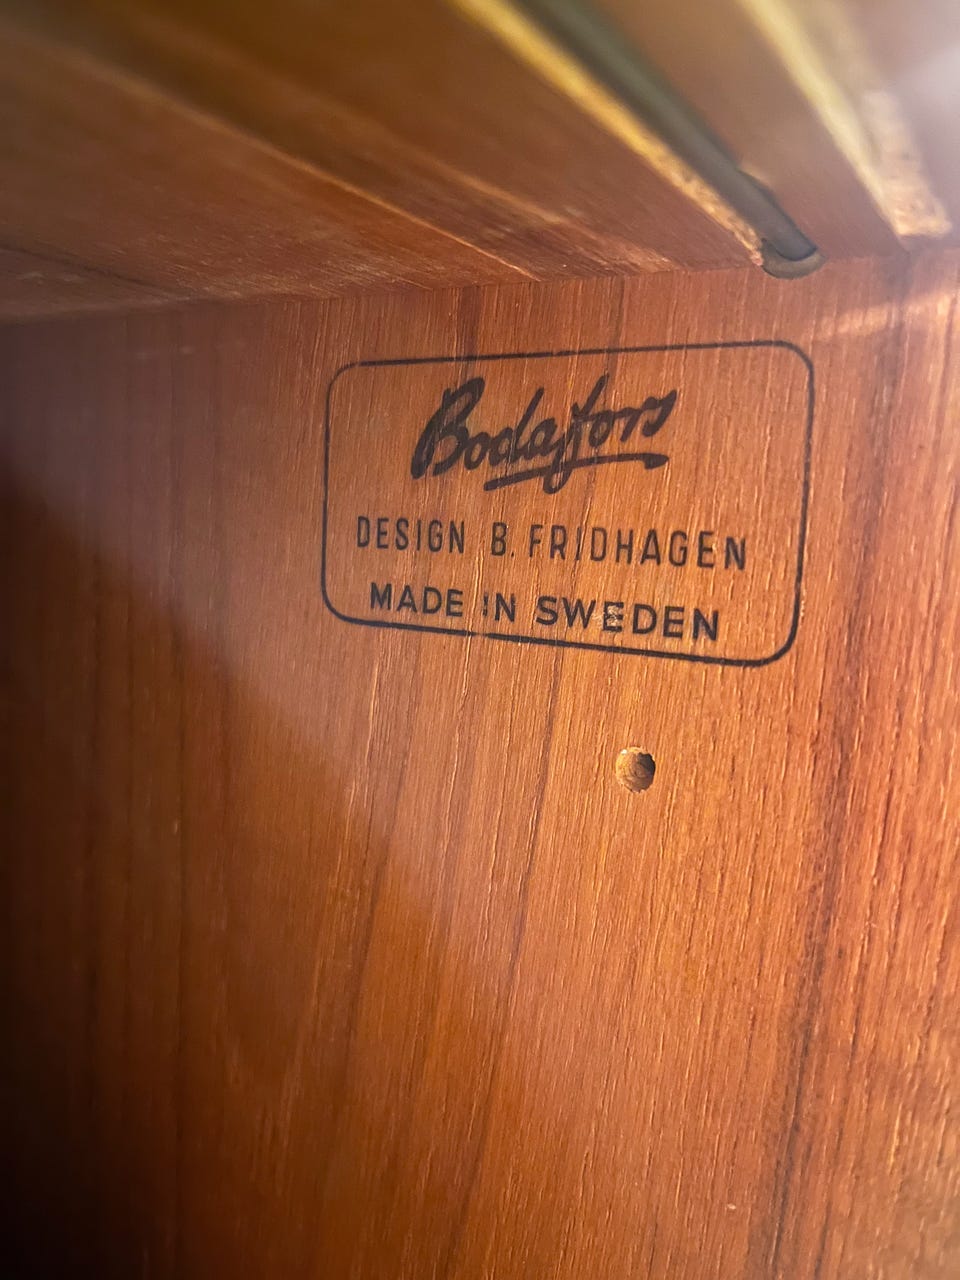 Bodafors
DESIGN B. FRIDHAGEN
MADE IN SWEDEN